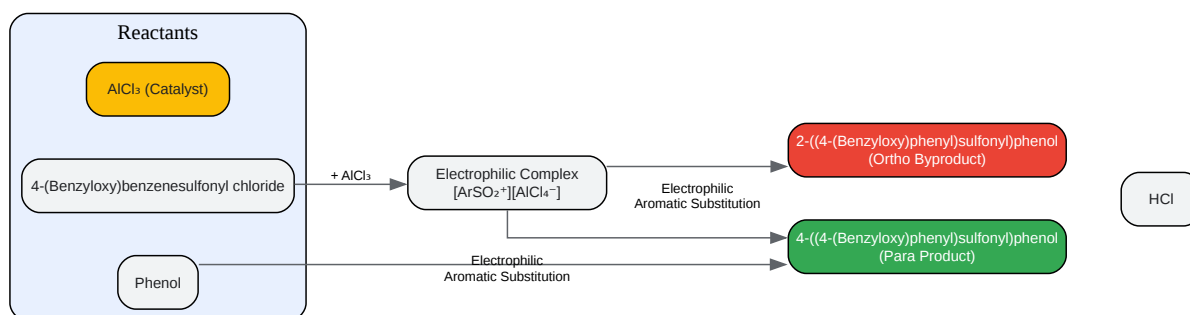 Reactants
AlCl₃ (Catalyst)
4-(Benzyloxy)benzenesulfonyl chloride
Phenol
+ AlCl₃
Electrophilic Complex
[ArSO₂⁺][AlCl₄⁻]
Electrophilic
Aromatic Substitution
Electrophilic
Aromatic Substitution
2-((4-(Benzyloxy)phenyl)sulfonyl)phenol
(Ortho Byproduct)
4-((4-(Benzyloxy)phenyl)sulfonyl)phenol
(Para Product)
HCl